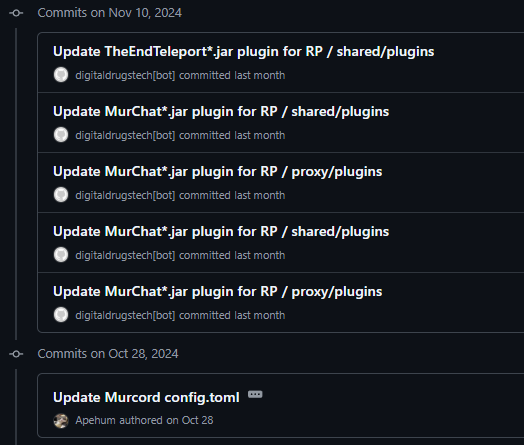 Commits on Nov 10, 2024
Update TheEndTeleport*.jar plugin for RP / shared/plugins
digitaldrugstech[bot] committed last month
Update MurChat*.jar plugin for RP / shared/plugins
digitaldrugstech[bot] committed last month
Update MurChat*.jar plugin for RP / proxy/plugins
digitaldrugstech[bot] committed last month
Update MurChat*.jar plugin for RP / shared/plugins
digitaldrugstech[bot] committed last month
Update MurChat*.jar plugin for RP / proxy/plugins
digitaldrugstech[bot] committed last month
Commits on Oct 28, 2024
Update Murcord config.toml
Apehum authored on Oct 28